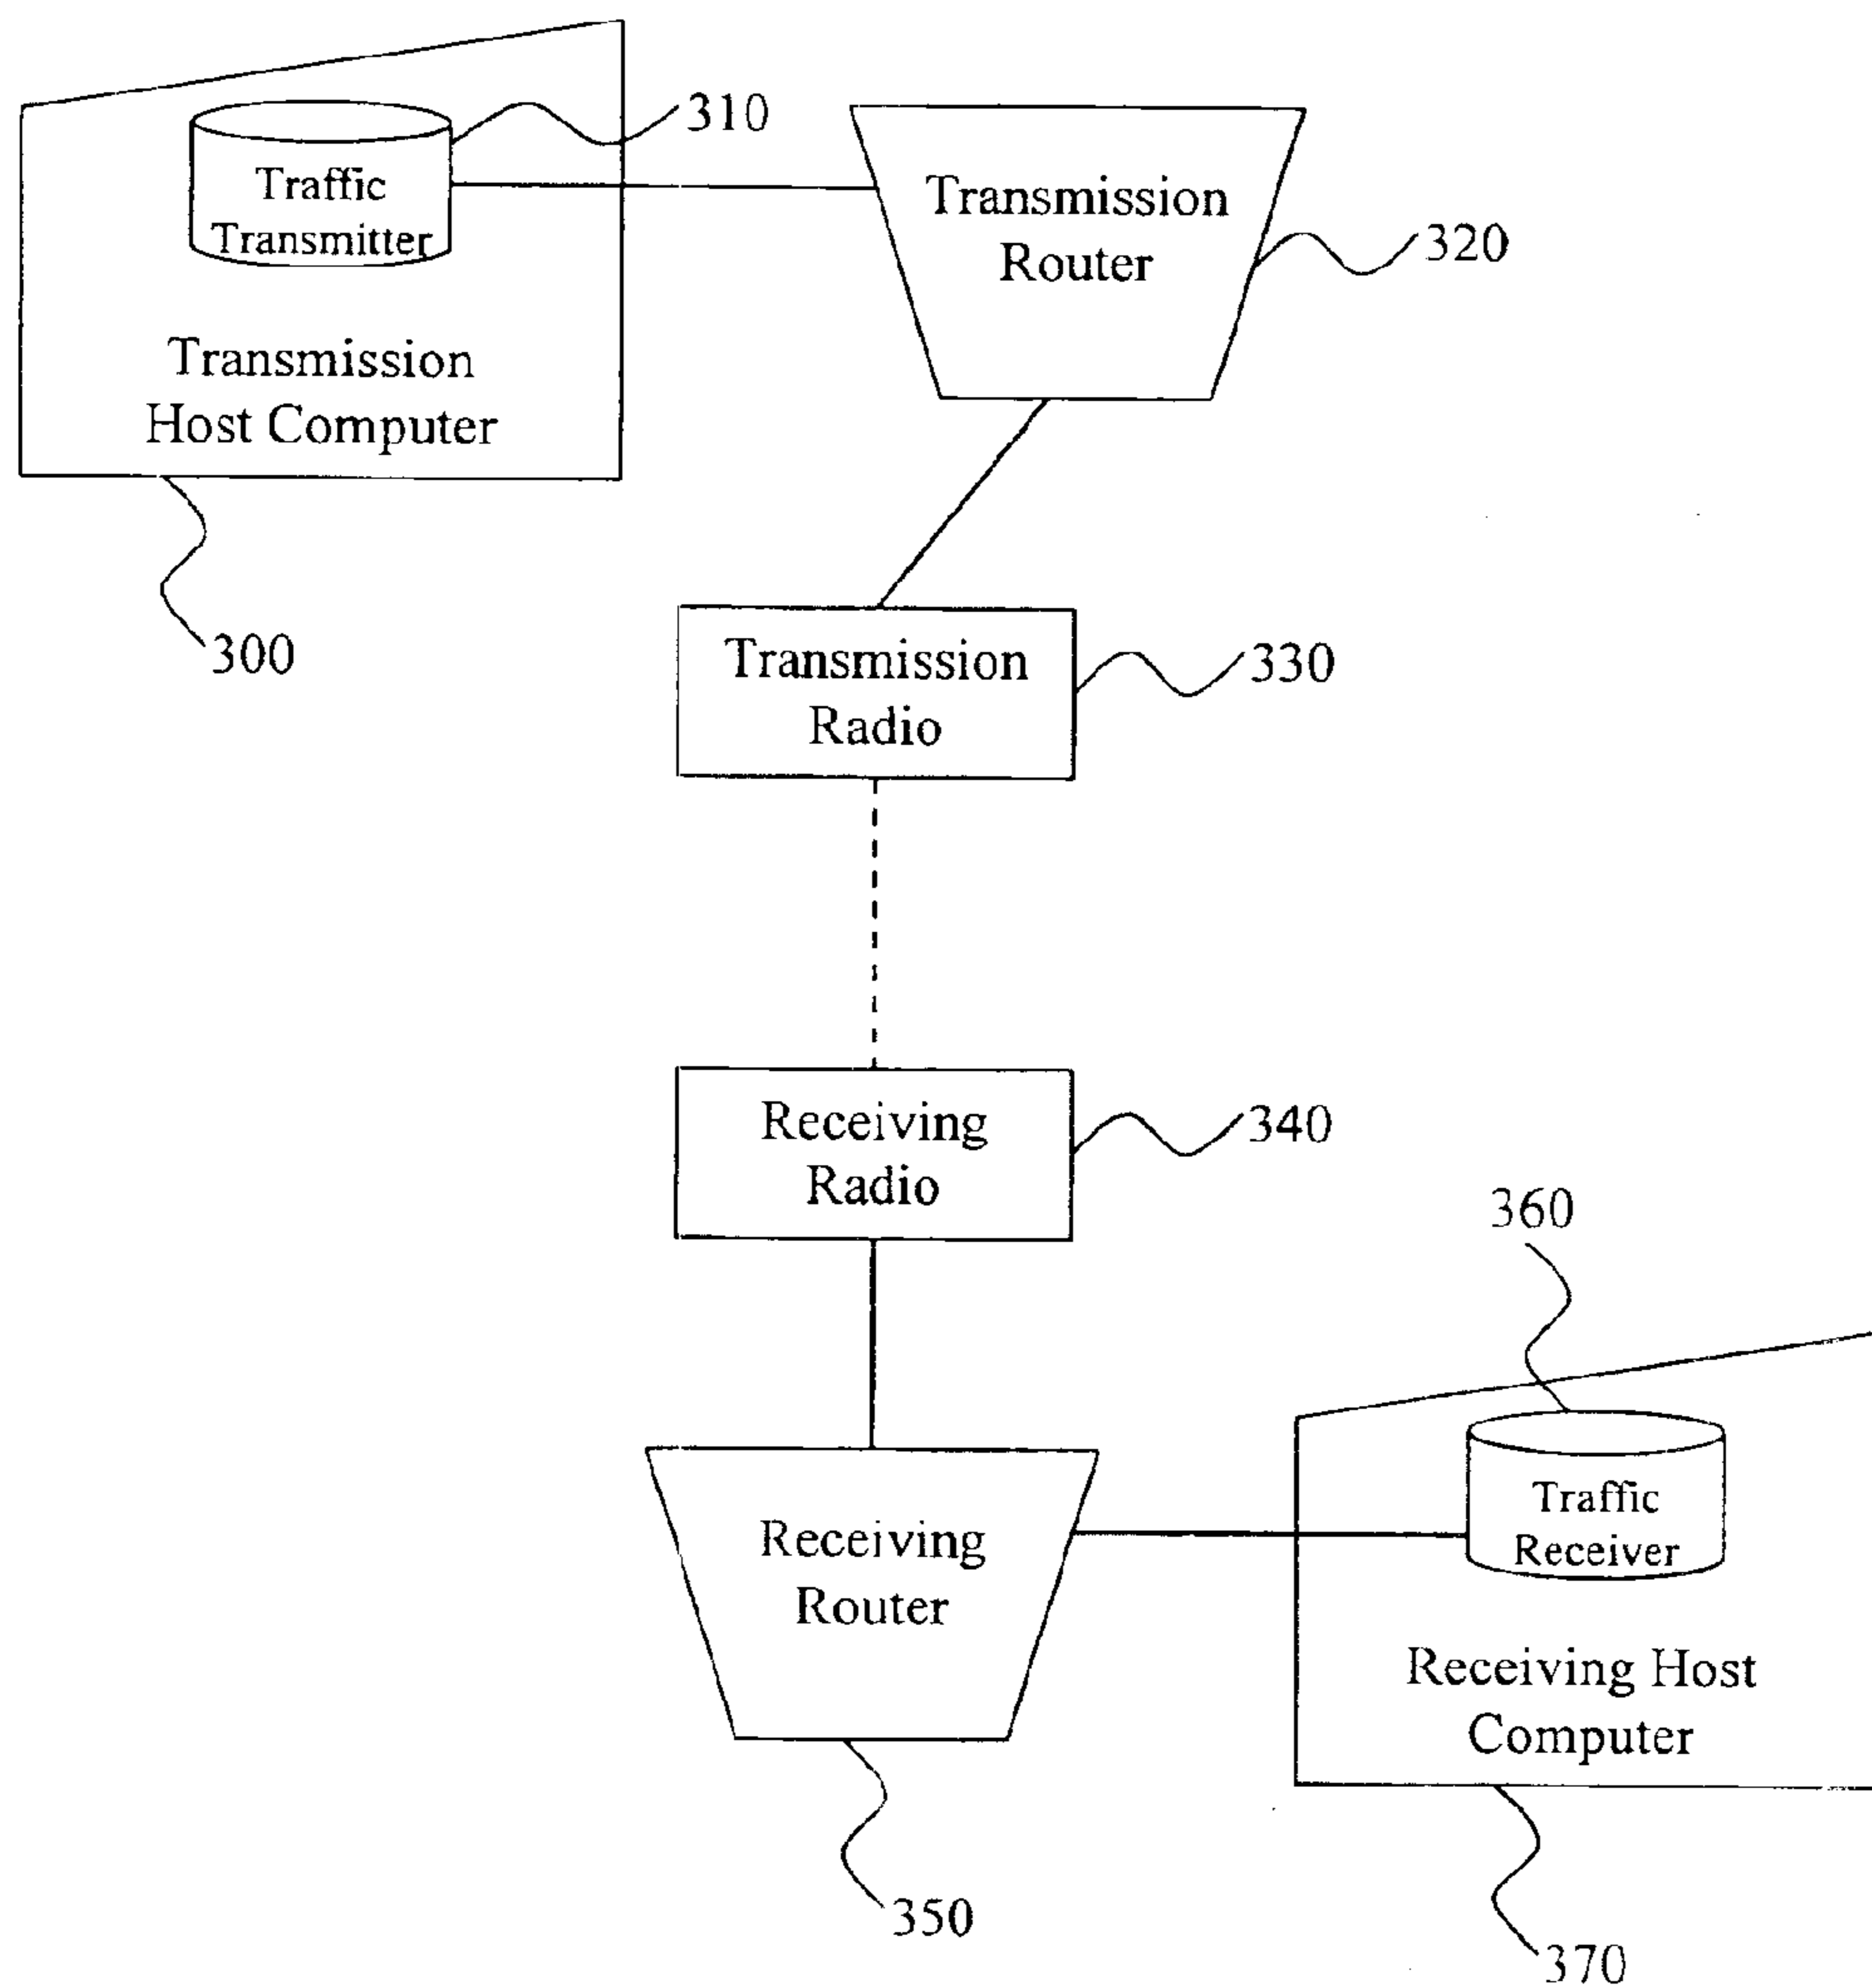 310
Traffic
Transmitter
Transmission
Router
320
Transmission
Host Computer
300
Transmission
Radio
330
Receiving
Radio
340
360
Traffic
Receiver
Receiving
Router
Receiving Host
Computer
350
370